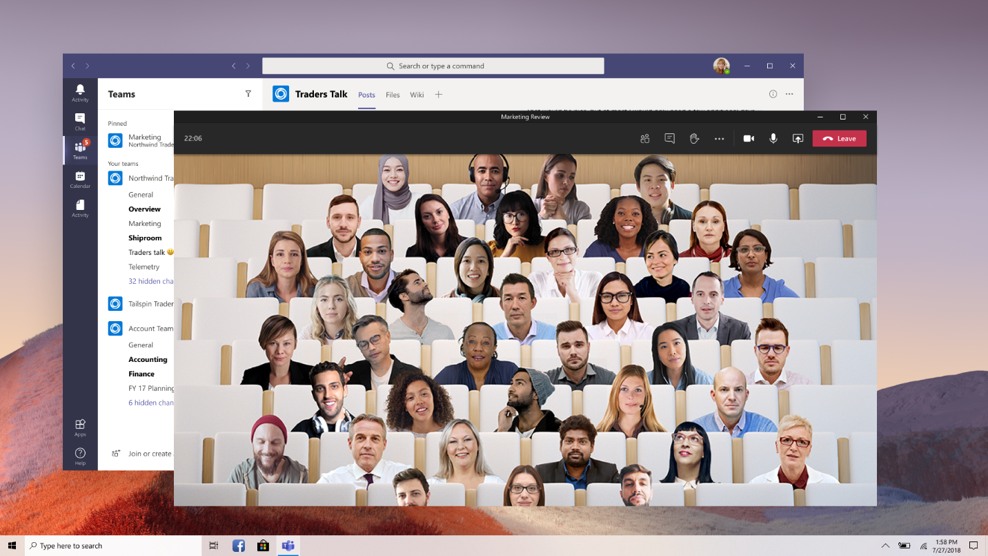 Search or type a command
Activity
Chat
Teams
5
Calendar
Activity
Apps
Help
Teams
Pinned
Marketing
Northwind Trade
Your teams
Northwind Tra
General
Overview
Marketing
Shiproom
Traders talk
Telemetry
32 hidden cha
Tailspin Trader
Account Team
General
Accounting
Finance
FY 17 Planning
6 hidden chan
Join or create
Traders Talk Posts Files Wiki
Marketing Review
22:06
Leave
Type here to search
1:58 PM
7/27/2018